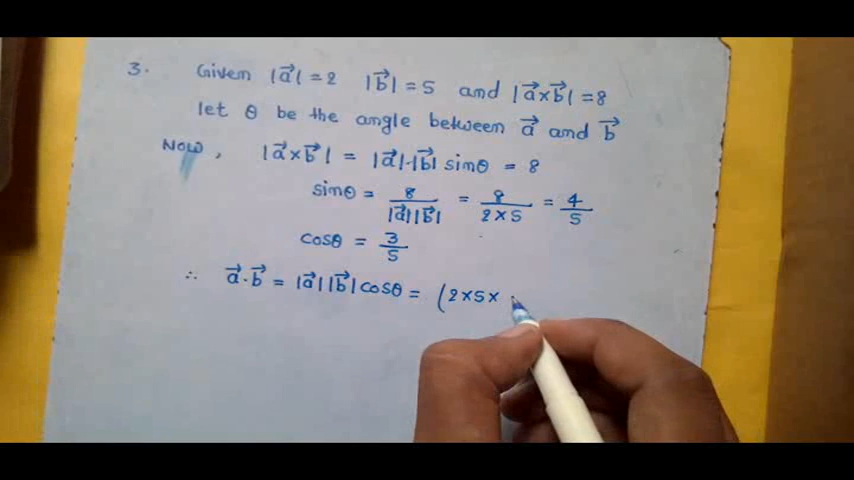 3. Given |a⃗| = 2 |b⃗| = 5 and |a⃗ × b⃗| = 8
let θ be the angle between a⃗ and b⃗
Now, |a⃗ × b⃗| = |a⃗|·|b⃗| sinθ = 8
sinθ = 8/|a⃗||b⃗| = 8/2×5 = 4/5
cosθ = 3/5
∴ a⃗·b⃗ = |a⃗||b⃗|cosθ = (2×5×